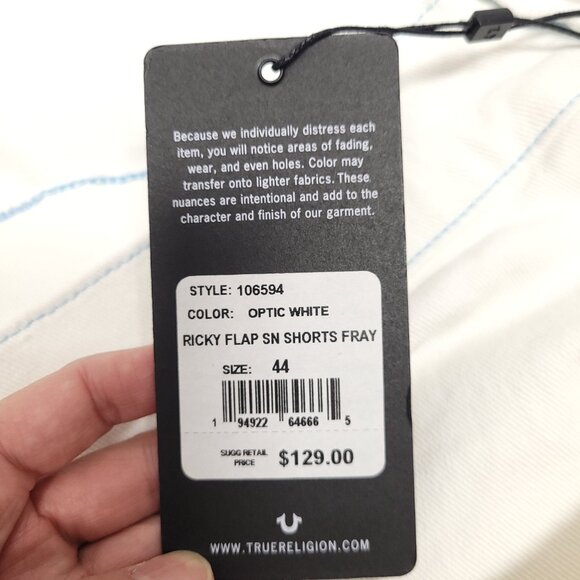 Because we individually distress each
item, you will notice areas of fading,
wear, and even holes. Color may
transfer onto lighter fabrics. These
nuances are intentional and add to the
character and finish of our garment.
STYLE: 106594
COLOR: OPTIC WHITE
RICKY FLAP SN SHORTS FRAY
SIZE: 44
1 94922 64666 5
SUGG RETAIL
PRICE $129.00
WWW.TRUERELIGION.COM